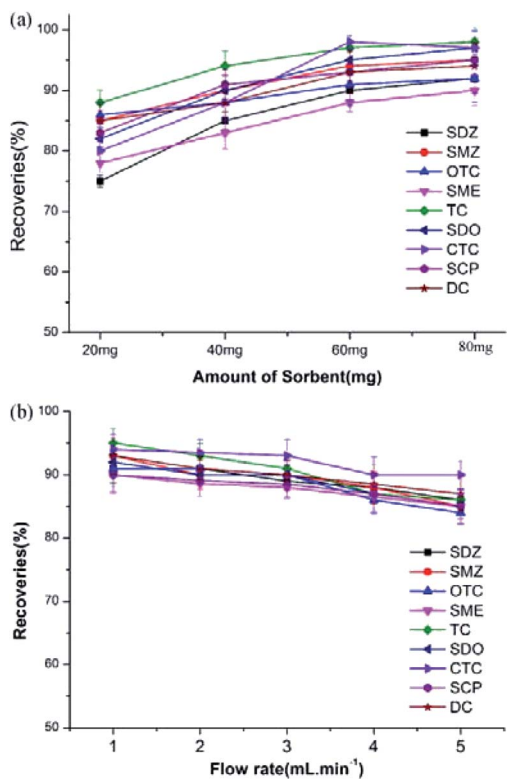 (a)
100
90
80
70
60
50
Recoveries(%)
SDZ
SMZ
OTC
SME
TC
SDO
CTC
SCP
DC
20mg 40mg 60mg 80mg
Amount of Sorbent(mg)
(b)
100
90
80
70
60
50
Recoveries(%)
SDZ
SMZ
OTC
SME
TC
SDO
CTC
SCP
DC
1 2 3 4 5
Flow rate(mL.min⁻¹)